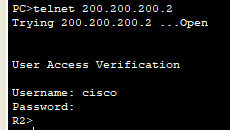 PC>telnet 200.200.200.2
Trying 200.200.200.2 ...Open
User Access Verification
Username: cisco
Password:
R2>